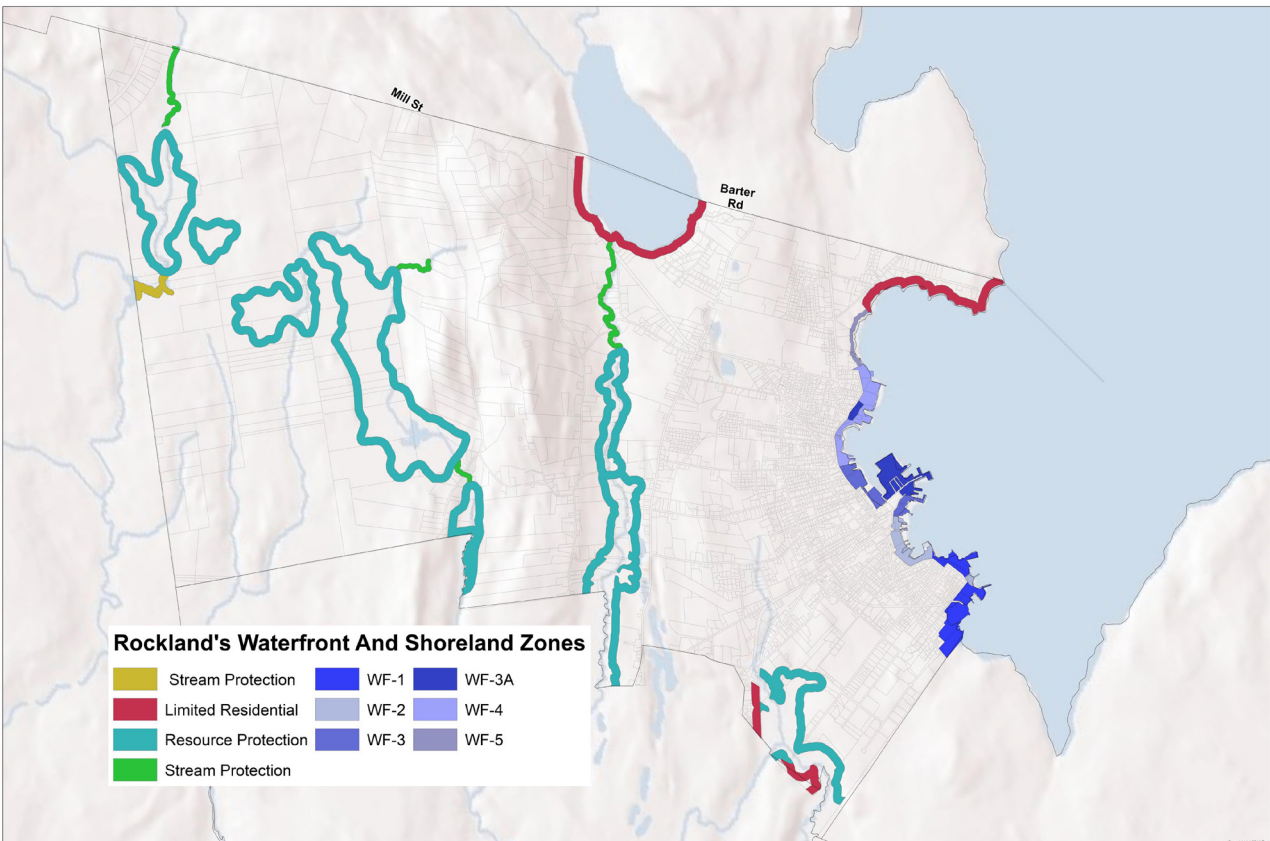 Mill St
Barter
Rd
Rockland's Waterfront And Shoreland Zones
Stream Protection
WF-1
WF-3A
Limited Residential
WF-2
WF-4
Resource Protection
WF-3
WF-5
Stream Protection